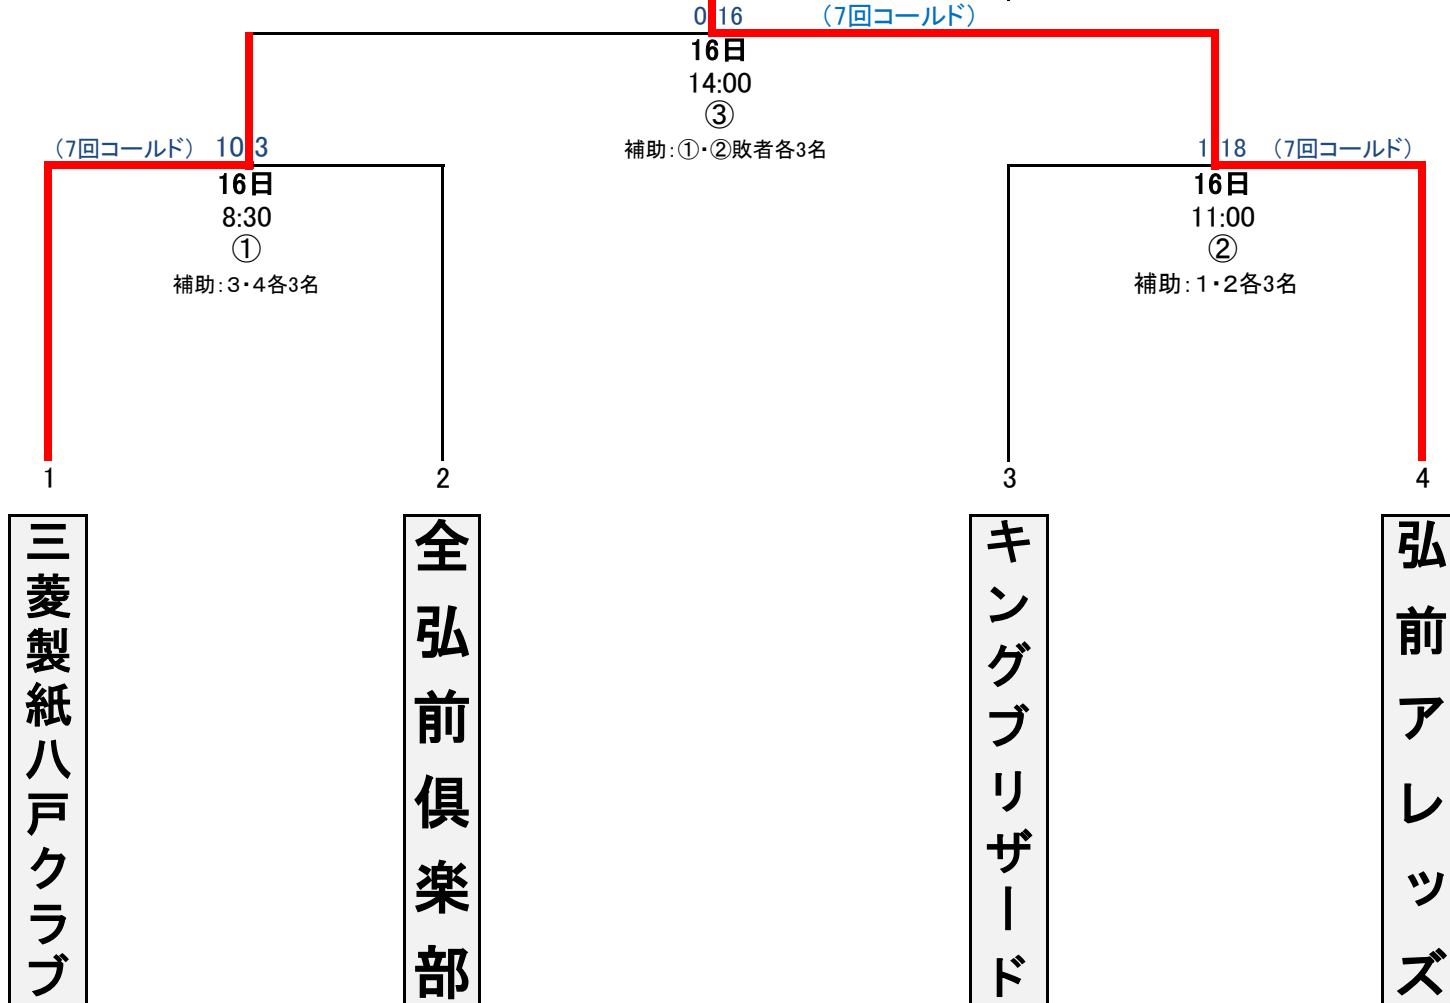 0 16 （7回コールド）
16日
14:00
③
補助：①・②敗者各3名
（7回コールド） 10 3
16日
8:30
①
補助：３・４各3名
1 18 （7回コールド）
16日
11:00
②
補助：１・２各3名
1
2
3
4
三菱製紙八戸クラブ
全弘前倶楽部
キングブリザード
弘前アレッズ